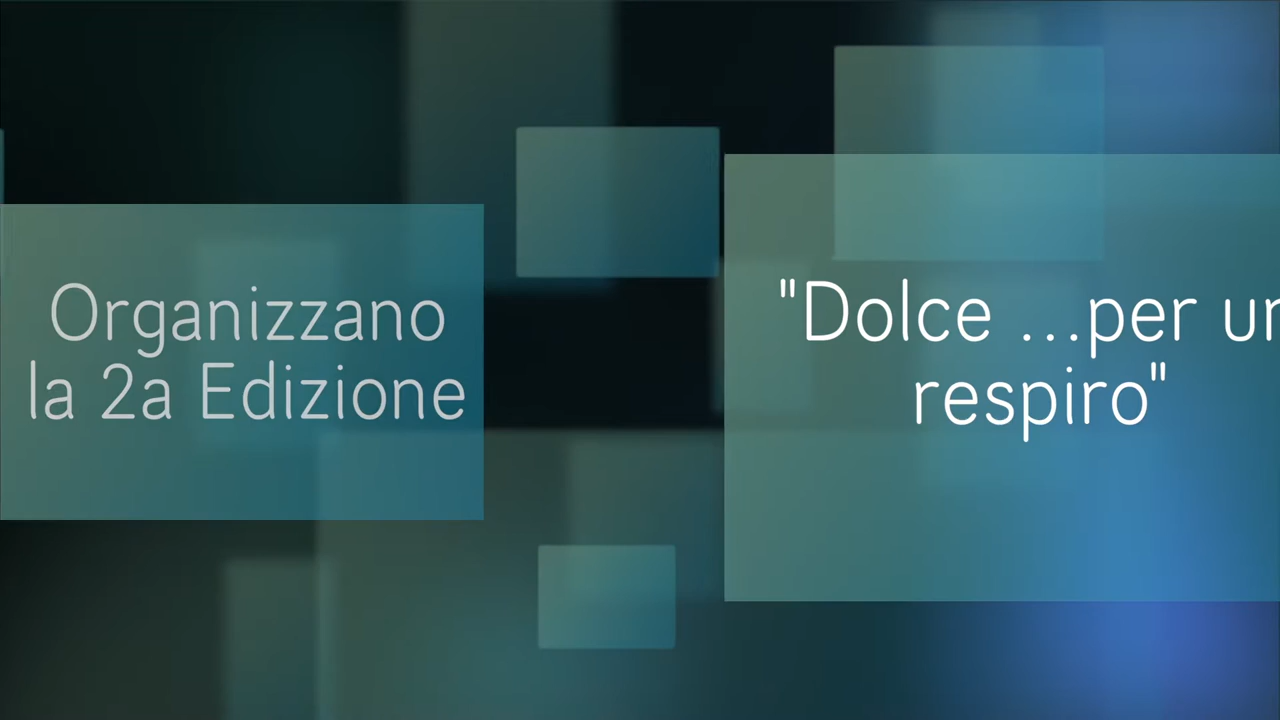 Organizzano
la 2a Edizione
"Dolce ...per un
respiro"